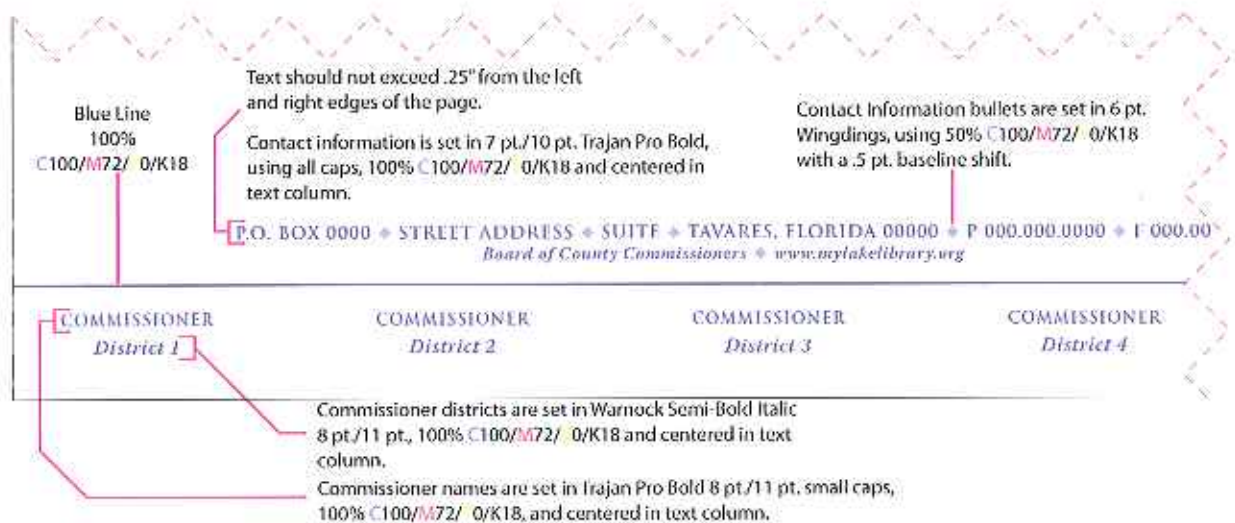 Text should not exceed .25" from the left
and right edges of the page.
Blue Line
100%
C100/M72/Y0/K18
Contact information is set in 7 pt./10 pt. Trajan Pro Bold,
using all caps, 100% C100/M72/Y0/K18 and centered in
text column.
Contact Information bullets are set in 6 pt.
Wingdings, using 50% C100/M72/Y0/K18
with a .5 pt. baseline shift.
P.O. BOX 0000 ◆ STREET ADDRESS ◆ SUITE ◆ TAVARES, FLORIDA 00000 ◆ P 000.000.0000 ◆ F 000.00
Board of County Commissioners ◆ www.mylakelibrary.org
COMMISSIONER
District 1
COMMISSIONER
District 2
COMMISSIONER
District 3
COMMISSIONER
District 4
Commissioner districts are set in Warnock Semi-Bold Italic
8 pt./11 pt., 100% C100/M72/Y0/K18 and centered in text
column.
Commissioner names are set in Trajan Pro Bold 8 pt./11 pt. small caps,
100% C100/M72/Y0/K18, and centered in text column.